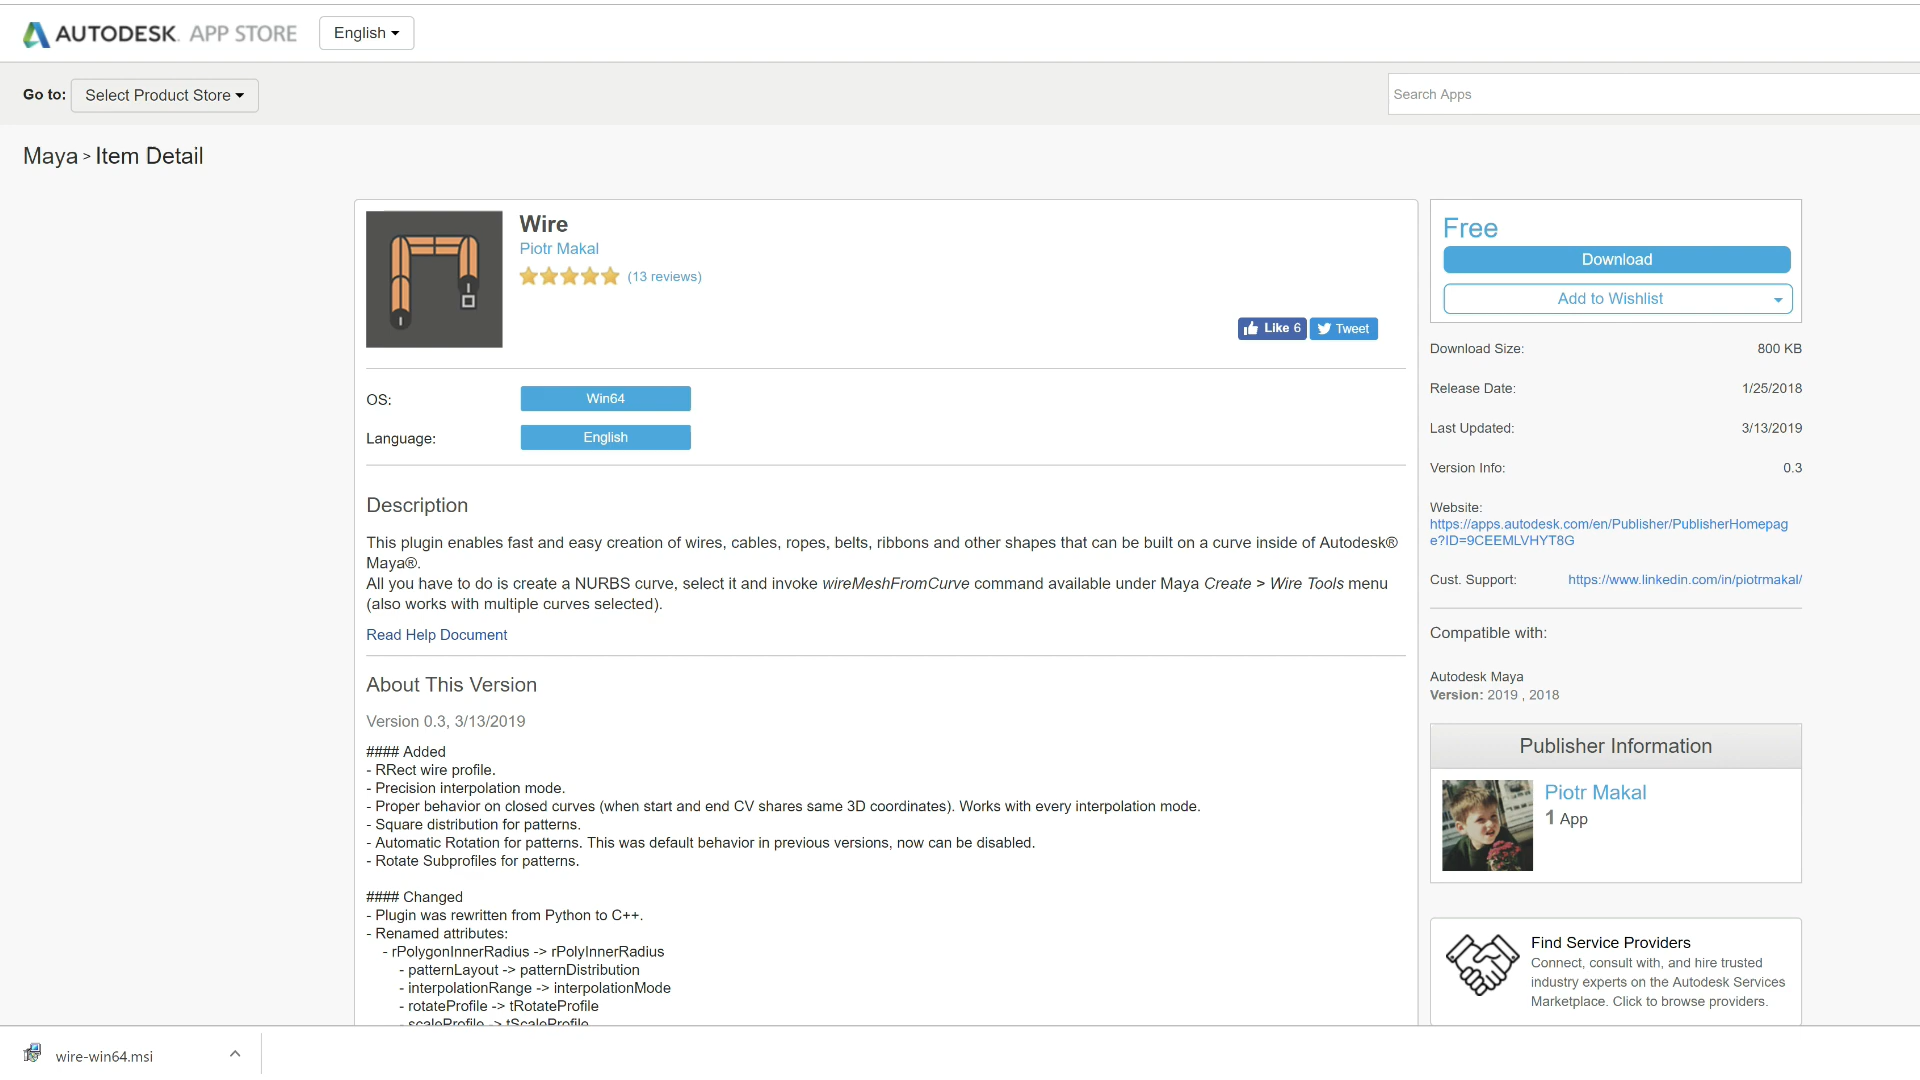 AUTODESK. APP STORE
English
Go to:
Select Product Store
Search Apps
Maya > Item Detail
Wire
Piotr Makal
(13 reviews)
Like 6
Tweet
OS:
Win64
Language:
English
Description
This plugin enables fast and easy creation of wires, cables, ropes, belts, ribbons and other shapes that can be built on a curve inside of Autodesk®
Maya®.
All you have to do is create a NURBS curve, select it and invoke wireMeshFromCurve command available under Maya Create > Wire Tools menu
(also works with multiple curves selected).
Read Help Document
About This Version
Version 0.3, 3/13/2019
#### Added
- RRect wire profile.
- Precision interpolation mode.
- Proper behavior on closed curves (when start and end CV shares same 3D coordinates). Works with every interpolation mode.
- Square distribution for patterns.
- Automatic Rotation for patterns. This was default behavior in previous versions, now can be disabled.
- Rotate Subprofiles for patterns.
#### Changed
- Plugin was rewritten from Python to C++.
- Renamed attributes:
- rPolygonInnerRadius -> rPolyInnerRadius
- patternLayout -> patternDistribution
- interpolationRange -> interpolationMode
- rotateProfile -> tRotateProfile
- scaleProfile -> tScaleProfile
Free
Download
Add to Wishlist
Download Size: 800 KB
Release Date: 1/25/2018
Last Updated: 3/13/2019
Version Info: 0.3
Website:
https://apps.autodesk.com/en/Publisher/PublisherHomepag
e?ID=9CEEMLVHYT8G
Cust. Support: https://www.linkedin.com/in/piotrmakal/
Compatible with:
Autodesk Maya
Version: 2019 , 2018
Publisher Information
Piotr Makal
1 App
Find Service Providers
Connect, consult with, and hire trusted
industry experts on the Autodesk Services
Marketplace. Click to browse providers.
wire-win64.msi